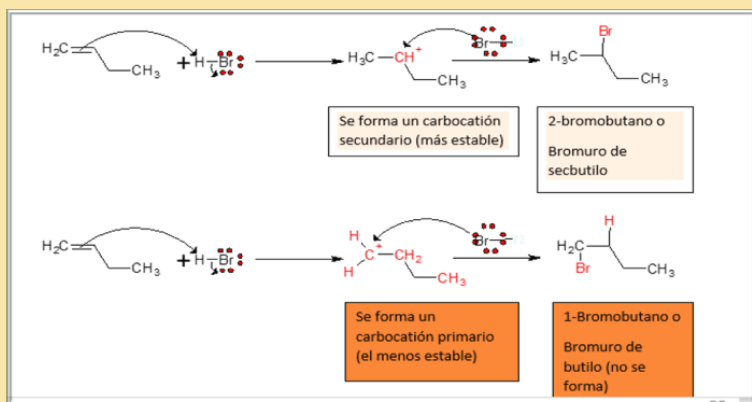 Br
H₂C
CH₃
+ H-Br
H₃C-CH⁺
CH₃
Br
H₃C
CH₃
Se forma un carbocatión
secundario (más estable)
2-bromobutano o
Bromuro de
secbutilo
H₂C
CH₃
+ H-Br
H
C⁺-CH₂
H
CH₃
Br
H
H₂C
Br
CH₃
Se forma un
carbocatión primario
(el menos estable)
1-Bromobutano o
Bromuro de
butilo (no se
forma)